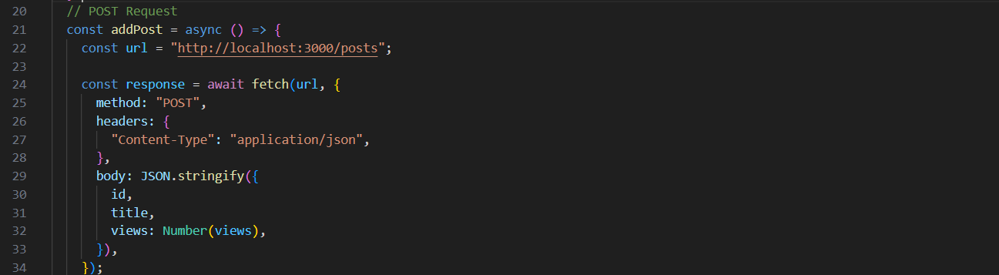 20 // POST Request
21 const addPost = async () => {
22 const url = "http://localhost:3000/posts";
23
24 const response = await fetch(url, {
25 method: "POST",
26 headers: {
27 "Content-Type": "application/json",
28 },
29 body: JSON.stringify({
30 id,
31 title,
32 views: Number(views),
33 }),
34 });